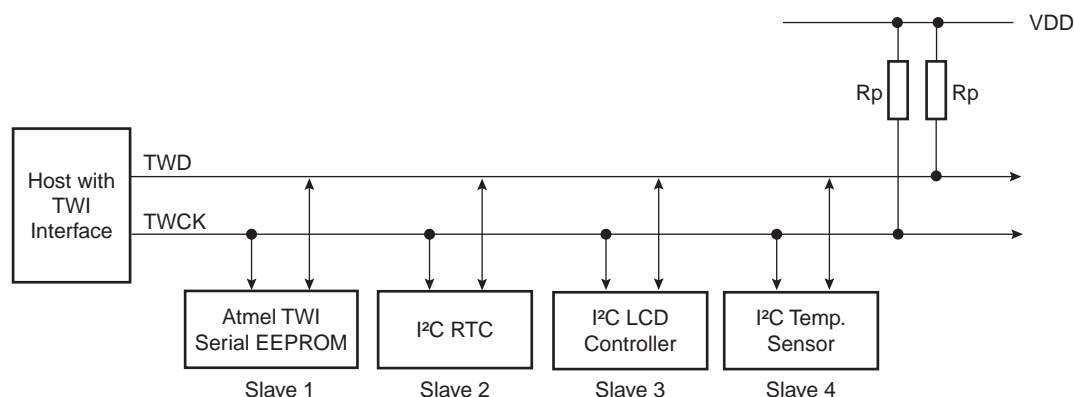 VDD
Rp
Rp
Host with
TWI
Interface
TWD
TWCK
Atmel TWI
Serial EEPROM
Slave 1
I²C RTC
Slave 2
I²C LCD
Controller
Slave 3
I²C Temp.
Sensor
Slave 4